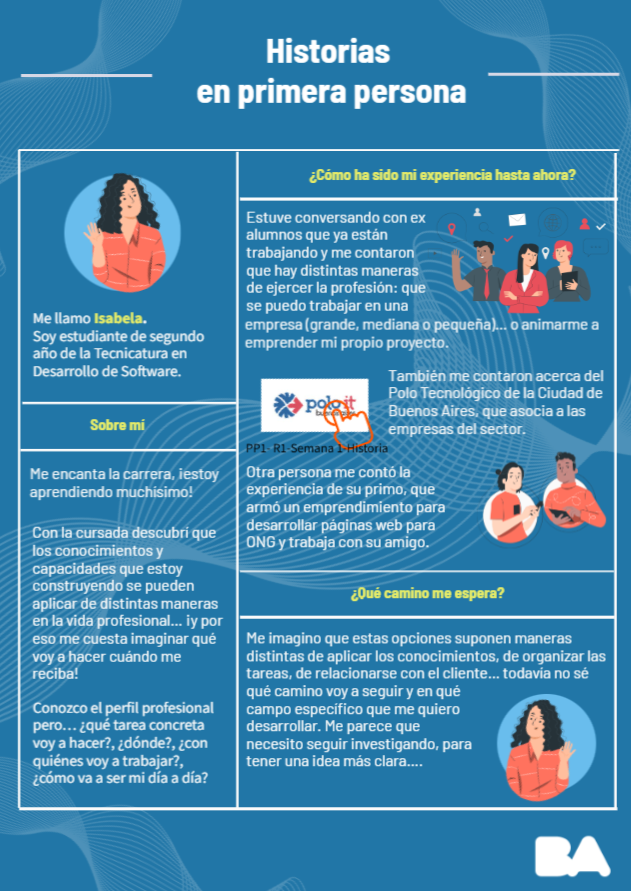 Historias
en primera persona
Me llamo Isabela.
Soy estudiante de segundo
año de la Tecnicatura en
Desarrollo de Software.
Sobre mí
Me encanta la carrera, ¡estoy
aprendiendo muchísimo!
Con la cursada descubrí que
los conocimientos y
capacidades que estoy
construyendo se pueden
aplicar de distintas maneras
en la vida profesional... ¡y por
eso me cuesta imaginar qué
voy a hacer cuándo me
reciba!
Conozco el perfil profesional
pero... ¿qué tarea concreta
voy a hacer?, ¿dónde?, ¿con
quiénes voy a trabajar?,
¿cómo va a ser mi día a día?
¿Cómo ha sido mi experiencia hasta ahora?
Estuve conversando con ex
alumnos que ya están
trabajando y me contaron
que hay distintas maneras
de ejercer la profesión: que
se puedo trabajar en una
empresa (grande, mediana o pequeña)... o animarme a
emprender mi propio proyecto.
polo it
buenos
También me contaron acerca del
Polo Tecnológico de la Ciudad de
Buenos Aires, que asocia a las
empresas del sector.
PP1- R1-Semana 1-Historia
Otra persona me contó la
experiencia de su primo, que
armó un emprendimiento para
desarrollar páginas web para
ONG y trabaja con su amigo.
¿Qué camino me espera?
Me imagino que estas opciones suponen maneras
distintas de aplicar los conocimientos, de organizar las
tareas, de relacionarse con el cliente... todavía no sé
qué camino voy a seguir y en qué
campo específico que me quiero
desarrollar. Me parece que
necesito seguir investigando, para
tener una idea más clara....
BA